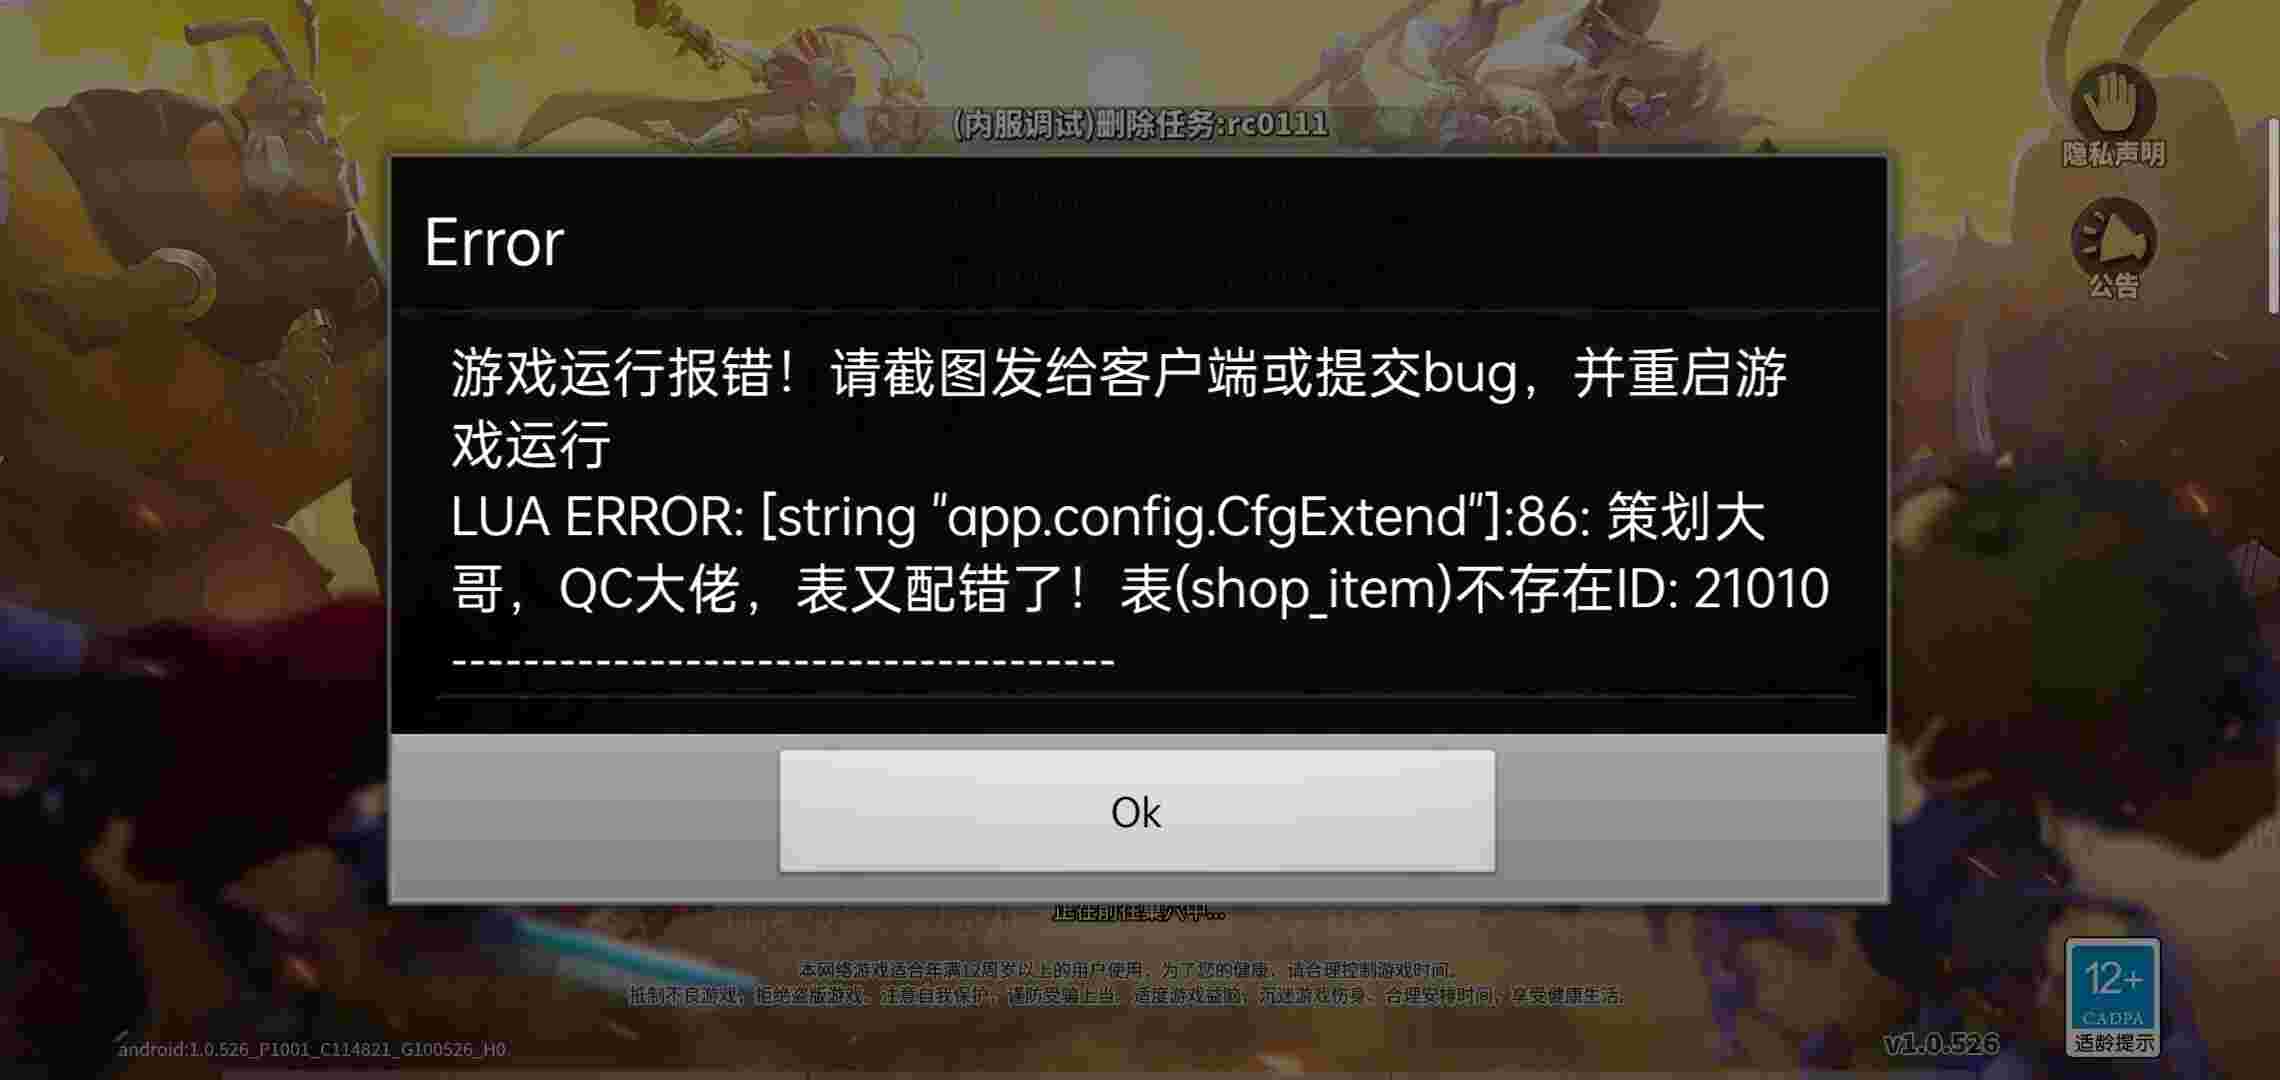 (内服调试)删除任务:rc0111
隐私声明
Error
公告
游戏运行报错！请截图发给客户端或提交bug，并重启游
戏运行
LUA ERROR: [string "app.config.CfgExtend"]:86: 策划大
哥，QC大佬，表又配错了！表(shop_item)不存在ID: 21010
-------------------------------------
Ok
本网络游戏适合年满12周岁以上的用户使用，为了您的健康，请合理控制游戏时间。
抵制不良游戏，拒绝盗版游戏。注意自我保护，谨防受骗上当。适度游戏益脑，沉迷游戏伤身。合理安排时间，享受健康生活。
12+
CADPA
适龄提示
android:1.0.526_P1001_C114821_G100526_H0.
v1.0.526